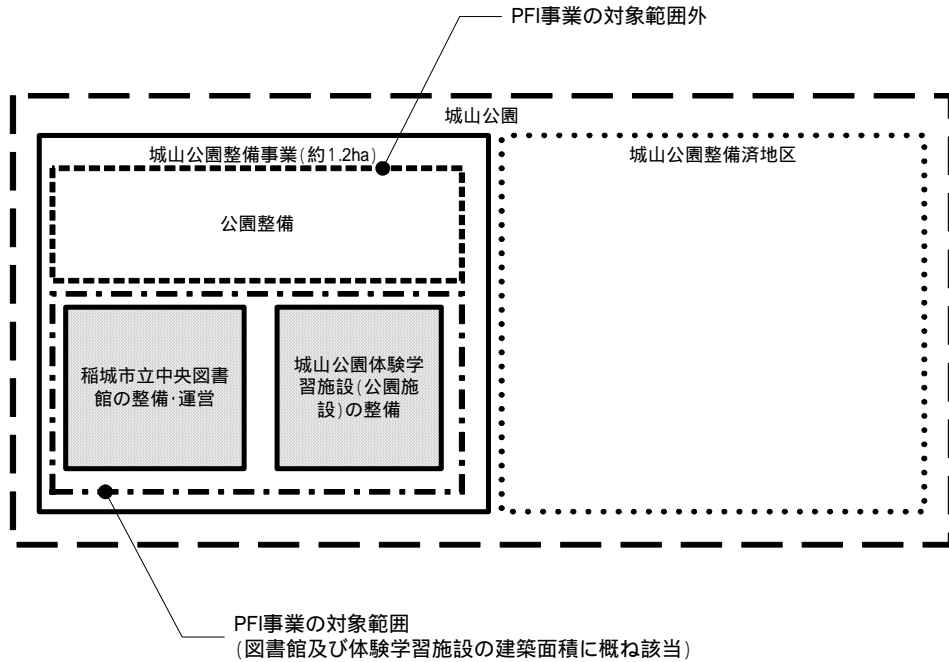 PFI事業の対象範囲外
城山公園
城山公園整備事業(約1.2ha)
城山公園整備済地区
公園整備
稲城市立中央図書
館の整備･運営
城山公園体験学
習施設(公園施
設)の整備
PFI事業の対象範囲
(図書館及び体験学習施設の建築面積に概ね該当)